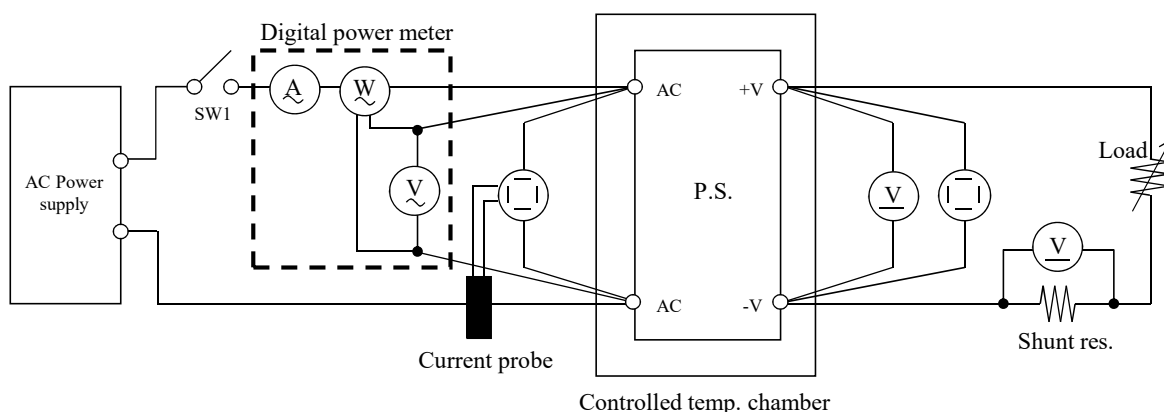 Digital power meter
A
W
SW1
AC
+V
AC Power
supply
V
P.S.
V
Load
V
AC
-V
Current probe
Shunt res.
Controlled temp. chamber